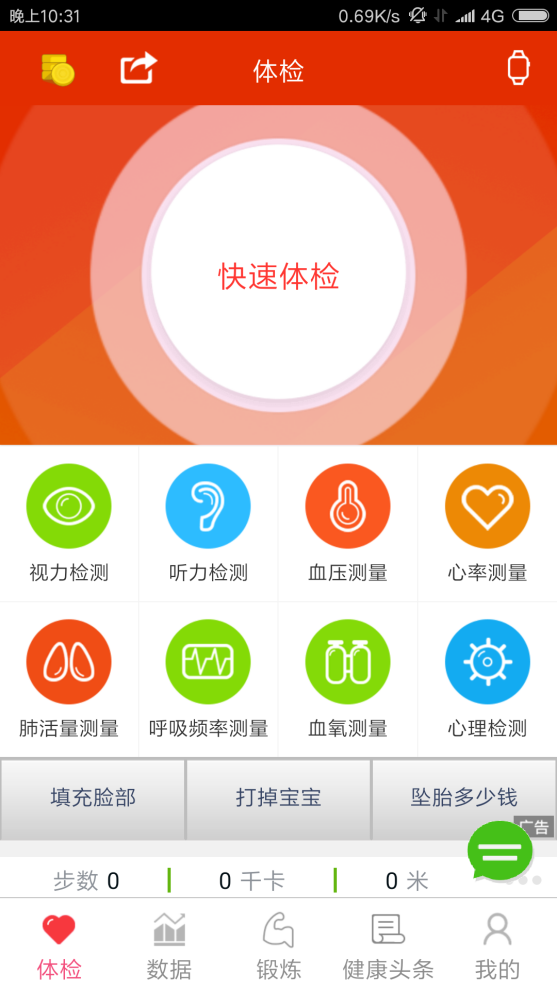 晚上10:31 0.69K/s 4G
体检
快速体检
视力检测 听力检测 血压测量 心率测量
肺活量测量 呼吸频率测量 血氧测量 心理检测
填充脸部 打掉宝宝 坠胎多少钱
广告
步数 0 0 千卡 0 米
体检 数据 锻炼 健康头条 我的